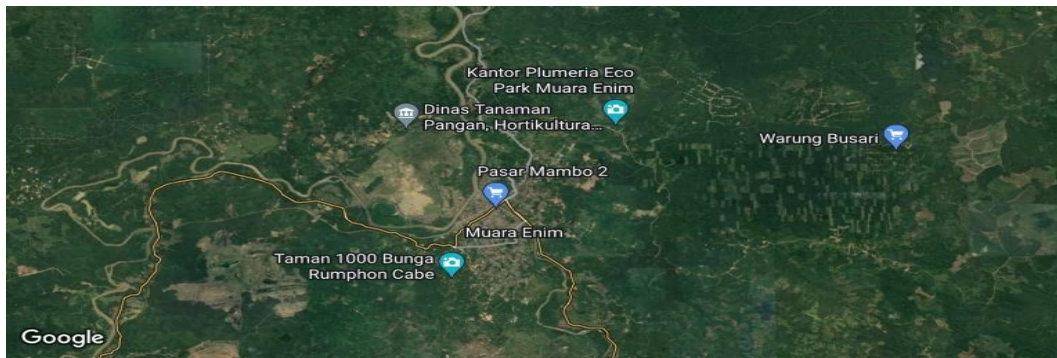 Kantor Plumeria Eco
Park Muara Enim
Dinas Tanaman
Pangan, Hortikultura...
Warung Busari
Pasar Mambo 2
Muara Enim
Taman 1000 Bunga
Rumphon Cabe
Google